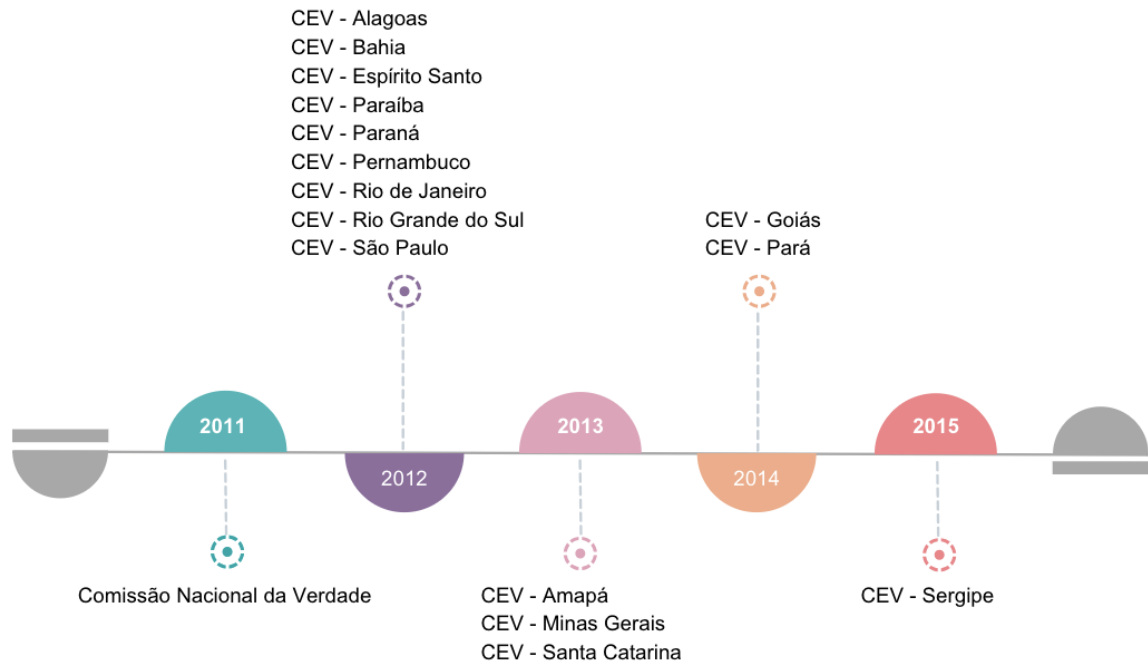 CEV - Alagoas
CEV - Bahia
CEV - Espírito Santo
CEV - Paraíba
CEV - Paraná
CEV - Pernambuco
CEV - Rio de Janeiro
CEV - Rio Grande do Sul
CEV - São Paulo
CEV - Goiás
CEV - Pará
2011
2012
2013
2014
2015
Comissão Nacional da Verdade
CEV - Amapá
CEV - Minas Gerais
CEV - Santa Catarina
CEV - Sergipe